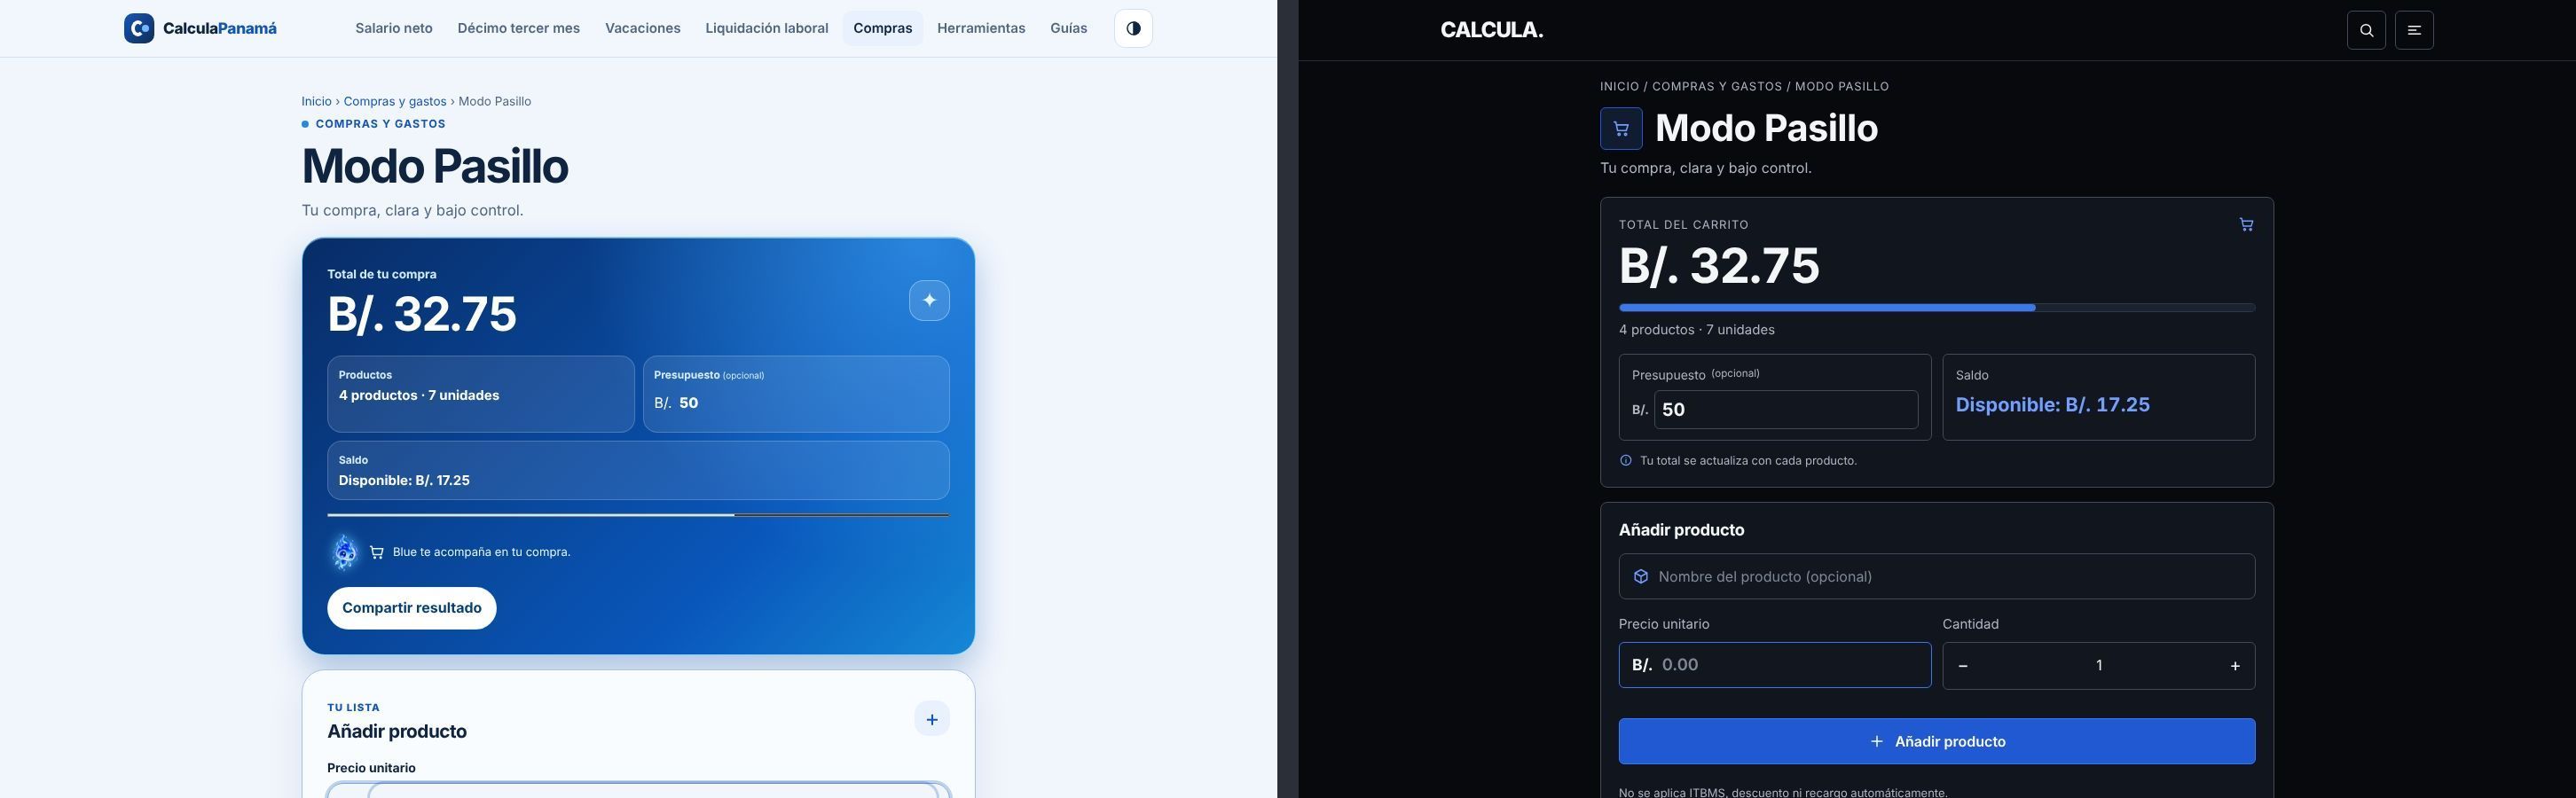 CalculaPanamá
Salario neto
Décimo tercer mes
Vacaciones
Liquidación laboral
Compras
Herramientas
Guías
Inicio › Compras y gastos › Modo Pasillo
COMPRAS Y GASTOS
Modo Pasillo
Tu compra, clara y bajo control.
Total de tu compra
B/. 32.75
Productos
4 productos · 7 unidades
Presupuesto (opcional)
B/. 50
Saldo
Disponible: B/. 17.25
Blue te acompaña en tu compra.
Compartir resultado
TU LISTA
Añadir producto
+
Precio unitario
CALCULA.
INICIO / COMPRAS Y GASTOS / MODO PASILLO
Modo Pasillo
Tu compra, clara y bajo control.
TOTAL DEL CARRITO
B/. 32.75
4 productos · 7 unidades
Presupuesto (opcional)
B/. 50
Saldo
Disponible: B/. 17.25
Tu total se actualiza con cada producto.
Añadir producto
Nombre del producto (opcional)
Precio unitario
B/. 0.00
Cantidad
− 1 +
+ Añadir producto
No se aplica ITBMS, descuento ni recargo automáticamente.